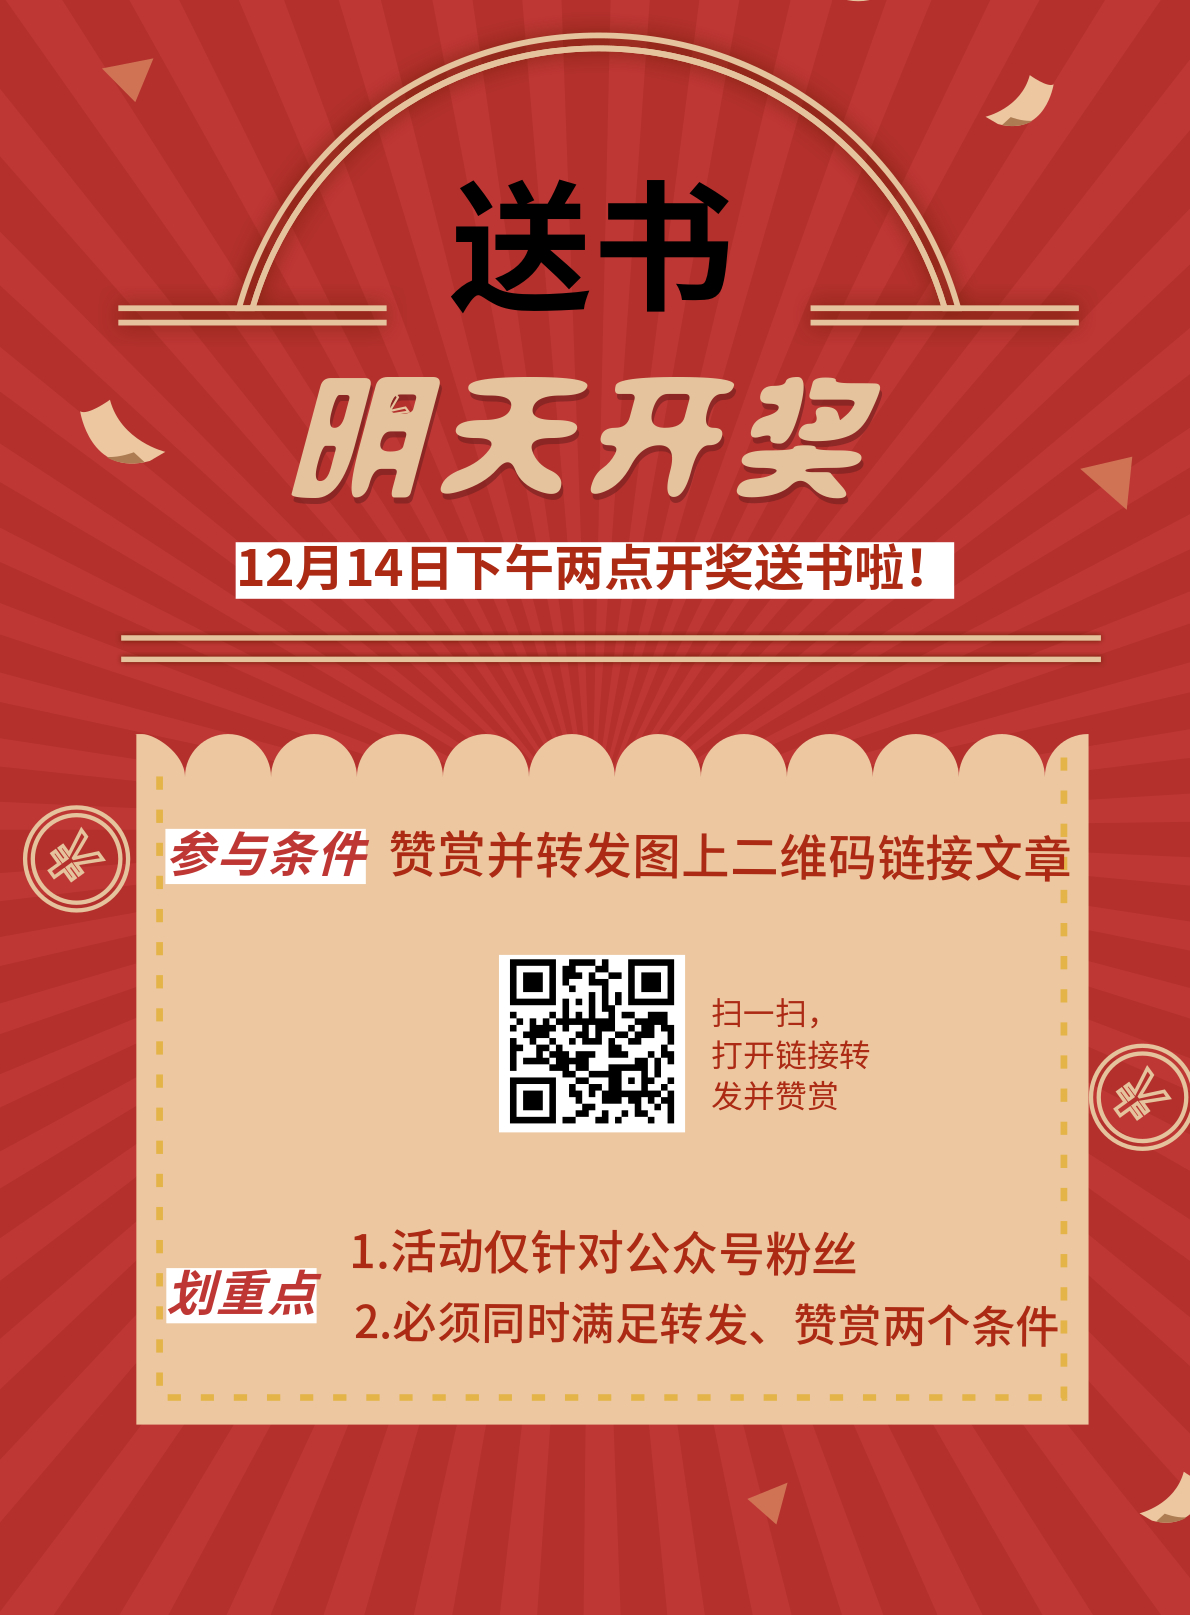 送书
明天开奖
12月14日下午两点开奖送书啦！
参与条件 赞赏并转发图上二维码链接文章
扫一扫，
打开链接转
发并赞赏
1.活动仅针对公众号粉丝
划重点
2.必须同时满足转发、赞赏两个条件